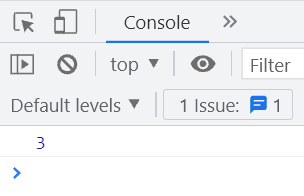 Console
top Filter
Default levels 1 Issue: 1
3